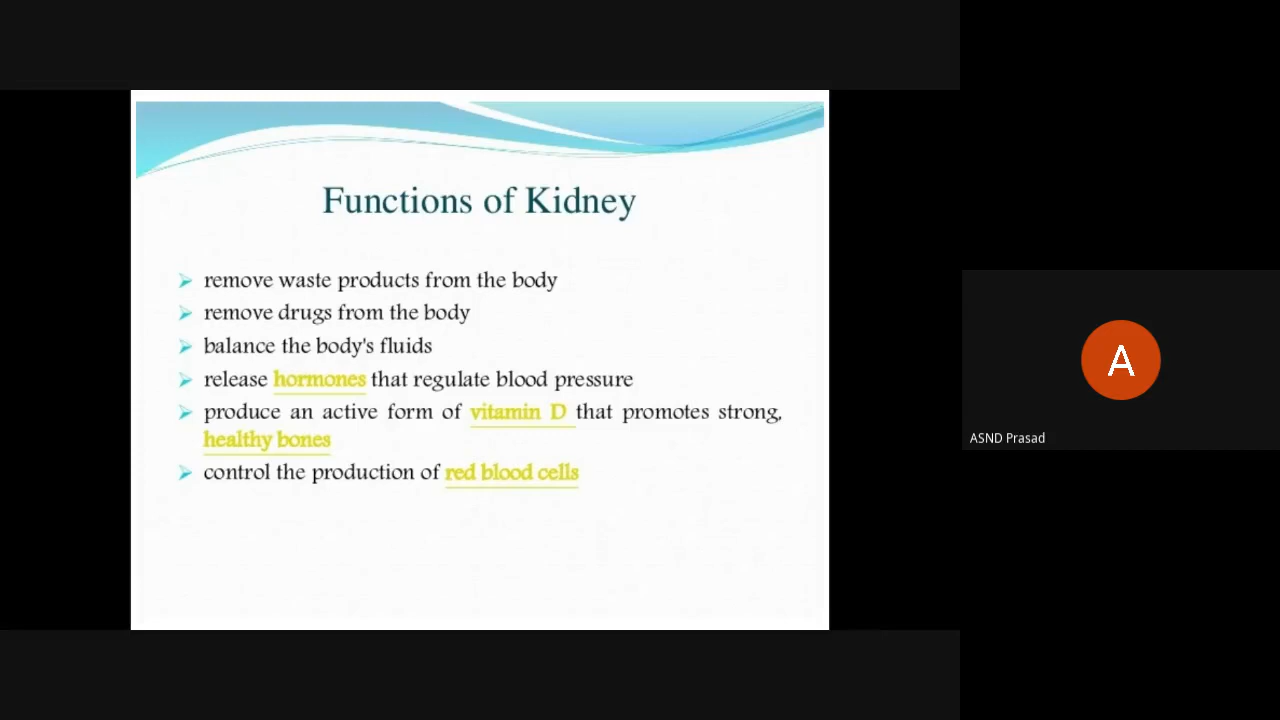 Functions of Kidney
remove waste products from the body
remove drugs from the body
balance the body's fluids
release hormones that regulate blood pressure
produce an active form of vitamin D that promotes strong,
healthy bones
control the production of red blood cells
A
ASND Prasad